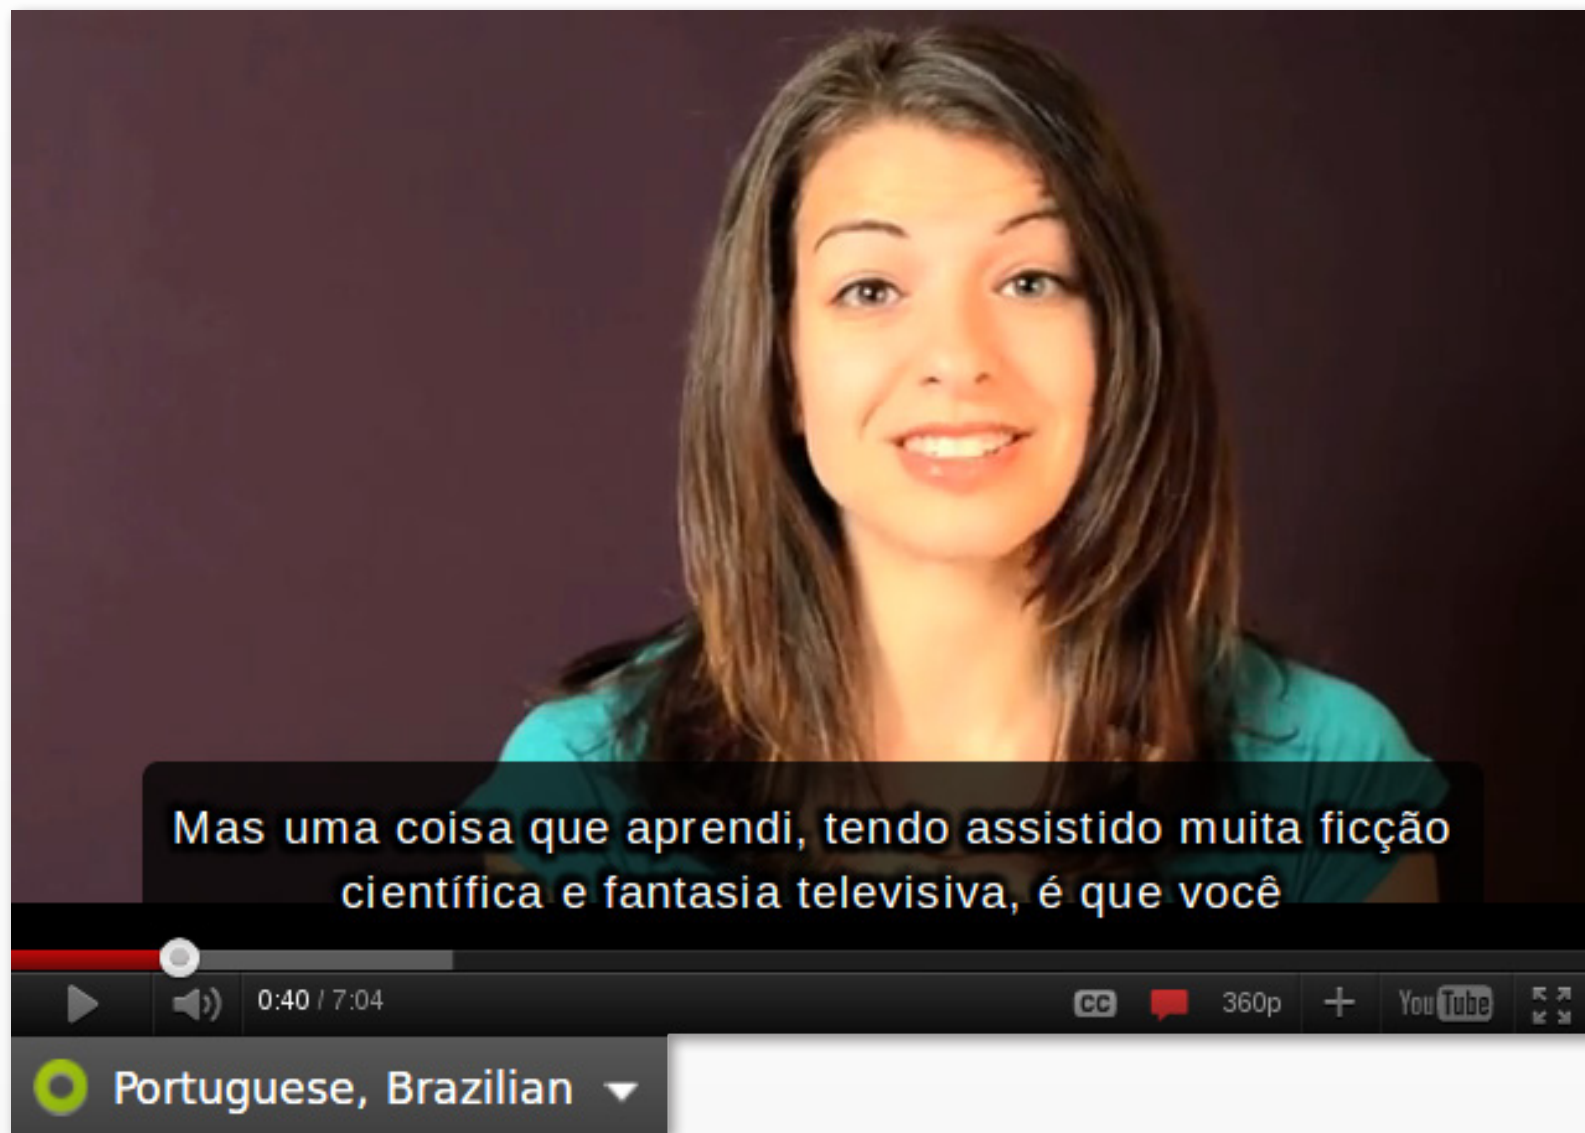 Mas uma coisa que aprendi, tendo assistido muita ficção
científica e fantasia televisiva, é que você
0:40 / 7:04
CC
360p
YouTube
Portuguese, Brazilian